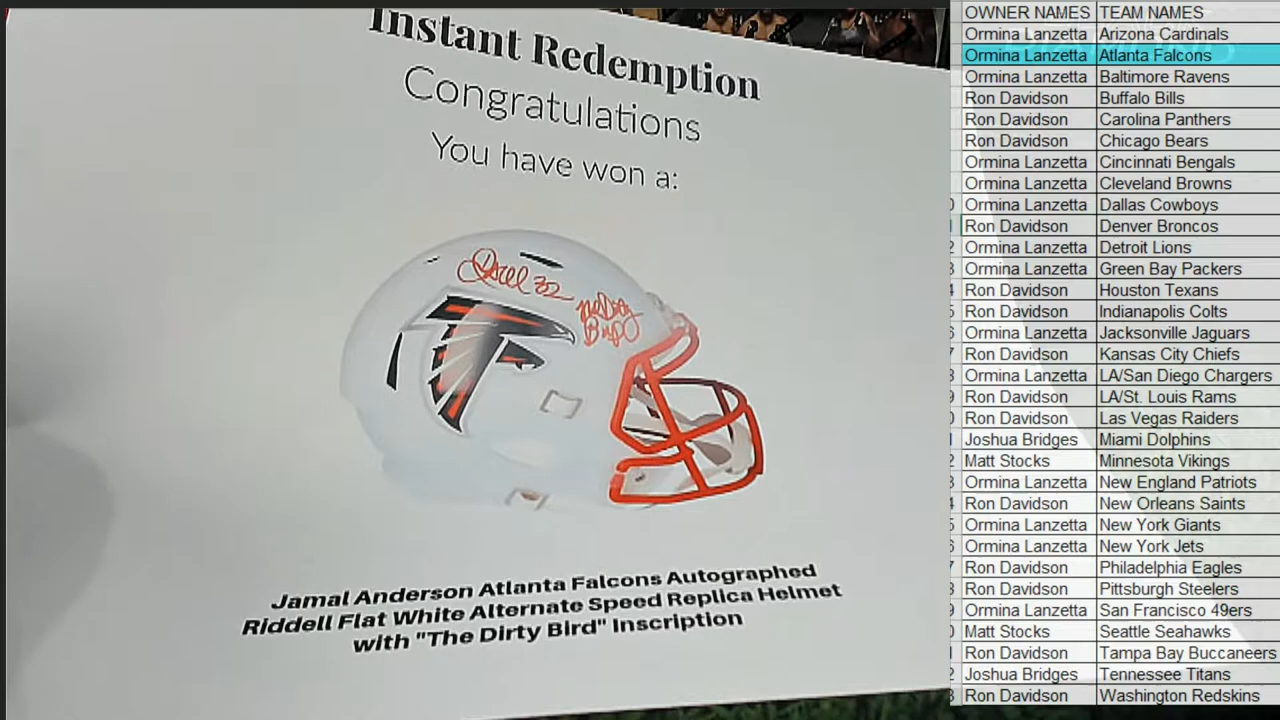 Instant Redemption
Congratulations
You have won a:
32
Jamal Anderson Atlanta Falcons Autographed
Riddell Flat White Alternate Speed Replica Helmet
with "The Dirty Bird" Inscription
OWNER NAMES TEAM NAMES
Ormina Lanzetta Arizona Cardinals
Ormina Lanzetta Atlanta Falcons
Ormina Lanzetta Baltimore Ravens
Ron Davidson Buffalo Bills
Ron Davidson Carolina Panthers
Ron Davidson Chicago Bears
Ormina Lanzetta Cincinnati Bengals
Ormina Lanzetta Cleveland Browns
Ormina Lanzetta Dallas Cowboys
Ron Davidson Denver Broncos
Ormina Lanzetta Detroit Lions
Ormina Lanzetta Green Bay Packers
Ron Davidson Houston Texans
Ron Davidson Indianapolis Colts
Ormina Lanzetta Jacksonville Jaguars
Ron Davidson Kansas City Chiefs
Ormina Lanzetta LA/San Diego Chargers
Ron Davidson LA/St. Louis Rams
Ron Davidson Las Vegas Raiders
Joshua Bridges Miami Dolphins
Matt Stocks Minnesota Vikings
Ormina Lanzetta New England Patriots
Ron Davidson New Orleans Saints
Ormina Lanzetta New York Giants
Ormina Lanzetta New York Jets
Ron Davidson Philadelphia Eagles
Ron Davidson Pittsburgh Steelers
Ormina Lanzetta San Francisco 49ers
Matt Stocks Seattle Seahawks
Ron Davidson Tampa Bay Buccaneers
Joshua Bridges Tennessee Titans
Ron Davidson Washington Redskins